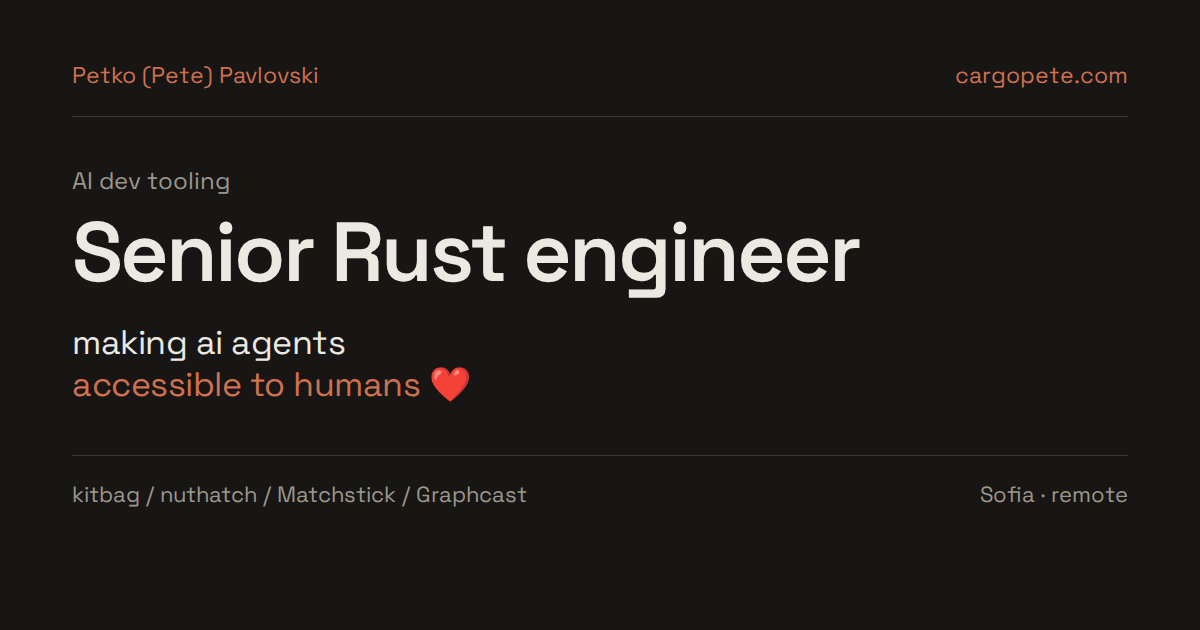 Petko (Pete) Pavlovski
cargopete.com
AI dev tooling
Senior Rust engineer
making ai agents
accessible to humans ❤️
kitbag / nuthatch / Matchstick / Graphcast
Sofia · remote